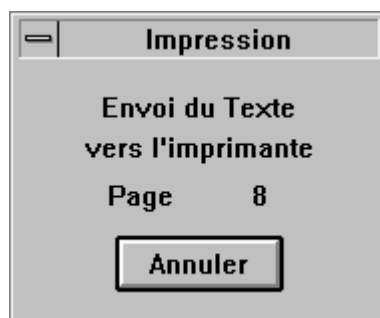 Impression
Envoi du Texte
vers l'imprimante
Page 8
Annuler